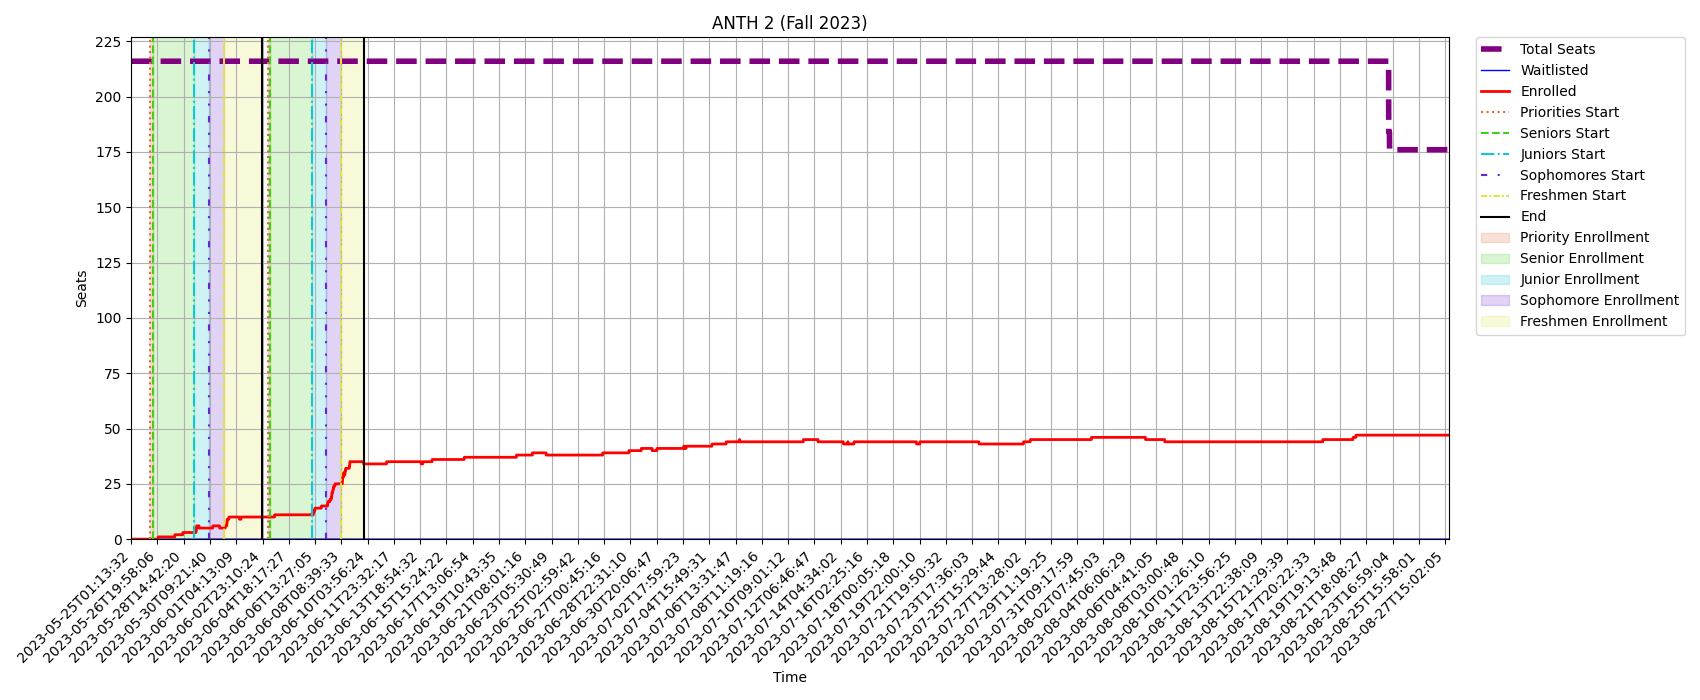 ANTH 2 (Fall 2023)
225
200
175
150
125
100
75
50
25
0
Seats
2023-05-25T01:13:32
2023-05-26T19:58:06
2023-05-28T14:42:20
2023-05-30T09:21:40
2023-06-01T04:13:09
2023-06-02T23:10:24
2023-06-04T18:17:27
2023-06-06T13:27:05
2023-06-08T08:39:33
2023-06-10T03:56:24
2023-06-11T23:32:17
2023-06-13T18:54:32
2023-06-15T15:24:22
2023-06-17T13:06:54
2023-06-19T10:43:35
2023-06-21T08:01:16
2023-06-23T05:30:49
2023-06-25T02:59:42
2023-06-27T00:45:16
2023-06-28T22:31:10
2023-06-30T20:06:47
2023-07-02T17:59:23
2023-07-04T15:49:31
2023-07-06T13:31:47
2023-07-08T11:19:16
2023-07-10T09:01:12
2023-07-12T06:46:47
2023-07-14T04:34:02
2023-07-16T02:25:16
2023-07-18T00:05:18
2023-07-19T22:00:10
2023-07-21T19:50:32
2023-07-23T17:36:03
2023-07-25T15:29:44
2023-07-27T13:28:02
2023-07-29T11:19:25
2023-07-31T09:17:59
2023-08-02T07:45:03
2023-08-04T06:06:29
2023-08-06T04:41:05
2023-08-08T03:00:48
2023-08-10T01:26:10
2023-08-11T23:56:25
2023-08-13T22:38:09
2023-08-15T21:29:39
2023-08-17T20:22:33
2023-08-19T19:13:48
2023-08-21T18:08:27
2023-08-23T16:59:04
2023-08-25T15:58:01
2023-08-27T15:02:05
Time
Total Seats
Waitlisted
Enrolled
Priorities Start
Seniors Start
Juniors Start
Sophomores Start
Freshmen Start
End
Priority Enrollment
Senior Enrollment
Junior Enrollment
Sophomore Enrollment
Freshmen Enrollment